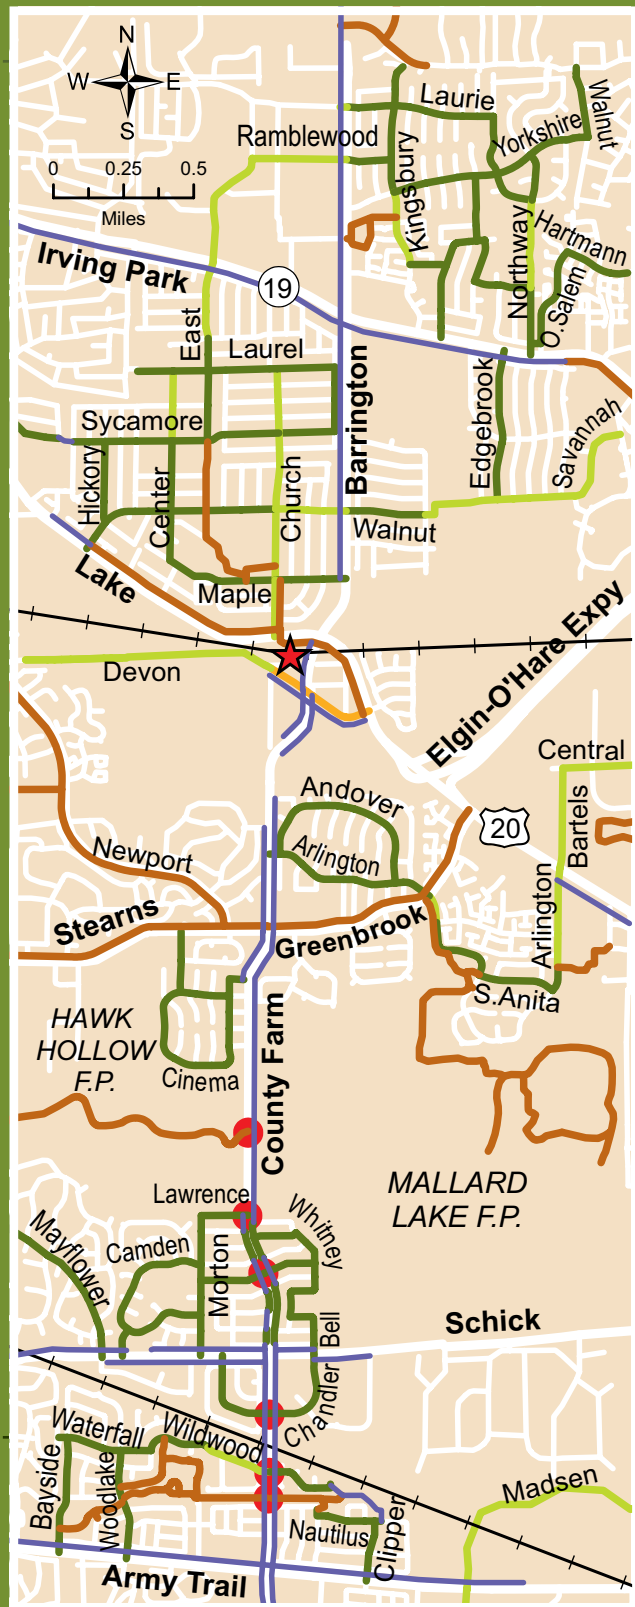 N
W
E
S
0
0.25
0.5
Miles
Laurie
Walnut
Ramblewood
Yorkshire
Kingsbury
Hartmann
Northway
Irving Park
19
O.Salem
East
Laurel
Barrington
Edgebrook
Savannah
Sycamore
Hickory
Center
Church
Walnut
Lake
Maple
Devon
Elgin-O'Hare Expy
Central
Andover
20
Bartels
Arlington
Newport
Arlington
Stearns
Greenbrook
S.Anita
HAWK
HOLLOW
F.P.
County Farm
Cinema
MALLARD
LAKE F.P.
Lawrence
Whitney
Mayflower
Camden
Morton
Schick
Bell
Chandler
Waterfall
Wildwood
Bayside
Woodlake
Madsen
Nautilus
Clipper
Army Trail